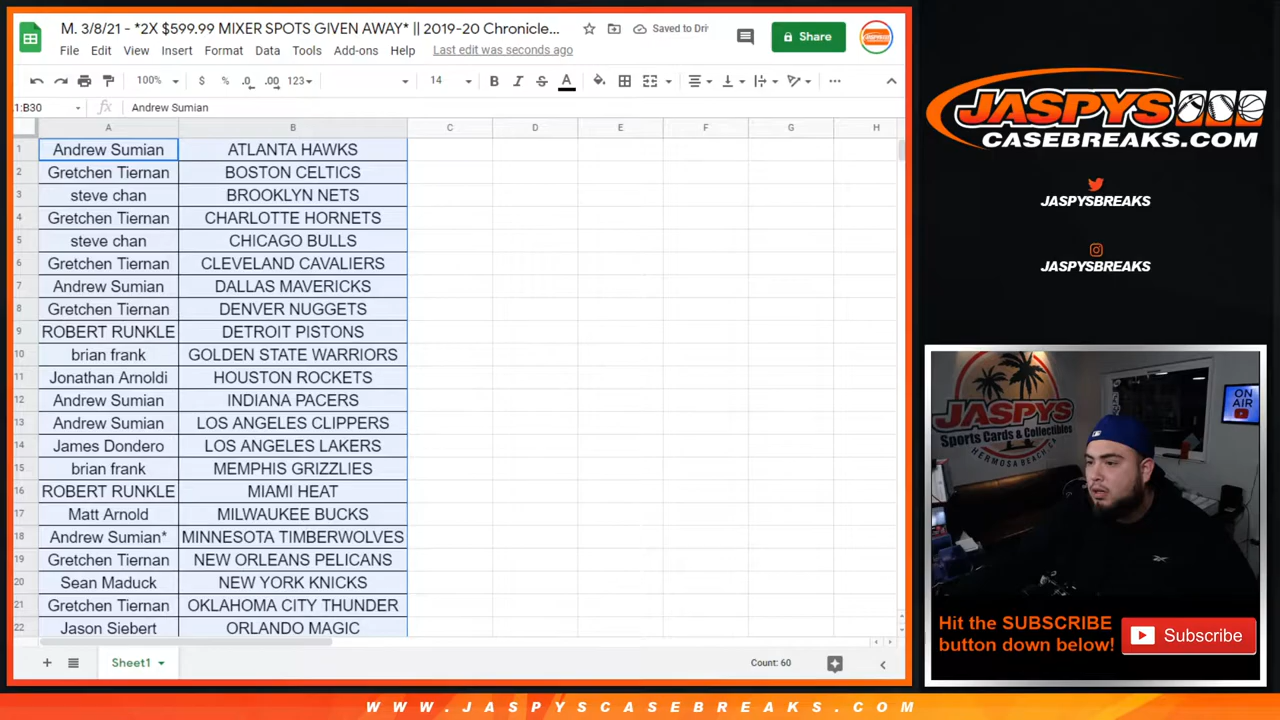 M. 3/8/21 - *2X $599.99 MIXER SPOTS GIVEN AWAY* || 2019-20 Chronicle...
Saved to Dri
Share
File Edit View Insert Format Data Tools Add-ons Help Last edit was seconds ago
100% $ % .0 .00 123 14 B I S A
1:B30 fx Andrew Sumian
A B C D E F G H
1 Andrew Sumian ATLANTA HAWKS
2 Gretchen Tiernan BOSTON CELTICS
3 steve chan BROOKLYN NETS
4 Gretchen Tiernan CHARLOTTE HORNETS
5 steve chan CHICAGO BULLS
6 Gretchen Tiernan CLEVELAND CAVALIERS
7 Andrew Sumian DALLAS MAVERICKS
8 Gretchen Tiernan DENVER NUGGETS
9 ROBERT RUNKLE DETROIT PISTONS
10 brian frank GOLDEN STATE WARRIORS
11 Jonathan Arnoldi HOUSTON ROCKETS
12 Andrew Sumian INDIANA PACERS
13 Andrew Sumian LOS ANGELES CLIPPERS
14 James Dondero LOS ANGELES LAKERS
15 brian frank MEMPHIS GRIZZLIES
16 ROBERT RUNKLE MIAMI HEAT
17 Matt Arnold MILWAUKEE BUCKS
18 Andrew Sumian* MINNESOTA TIMBERWOLVES
19 Gretchen Tiernan NEW ORLEANS PELICANS
20 Sean Maduck NEW YORK KNICKS
21 Gretchen Tiernan OKLAHOMA CITY THUNDER
22 Jason Siebert ORLANDO MAGIC
Sheet1
Count: 60
JASPYS
CASEBREAKS.COM
JASPYSBREAKS
JASPYSBREAKS
JASPYS
Sports Cards & Collectibles
HERMOSA BEACH, CA
ON
AIR
Hit the SUBSCRIBE
button down below!
Subscribe
WWW.JASPYSCASEBREAKS.COM